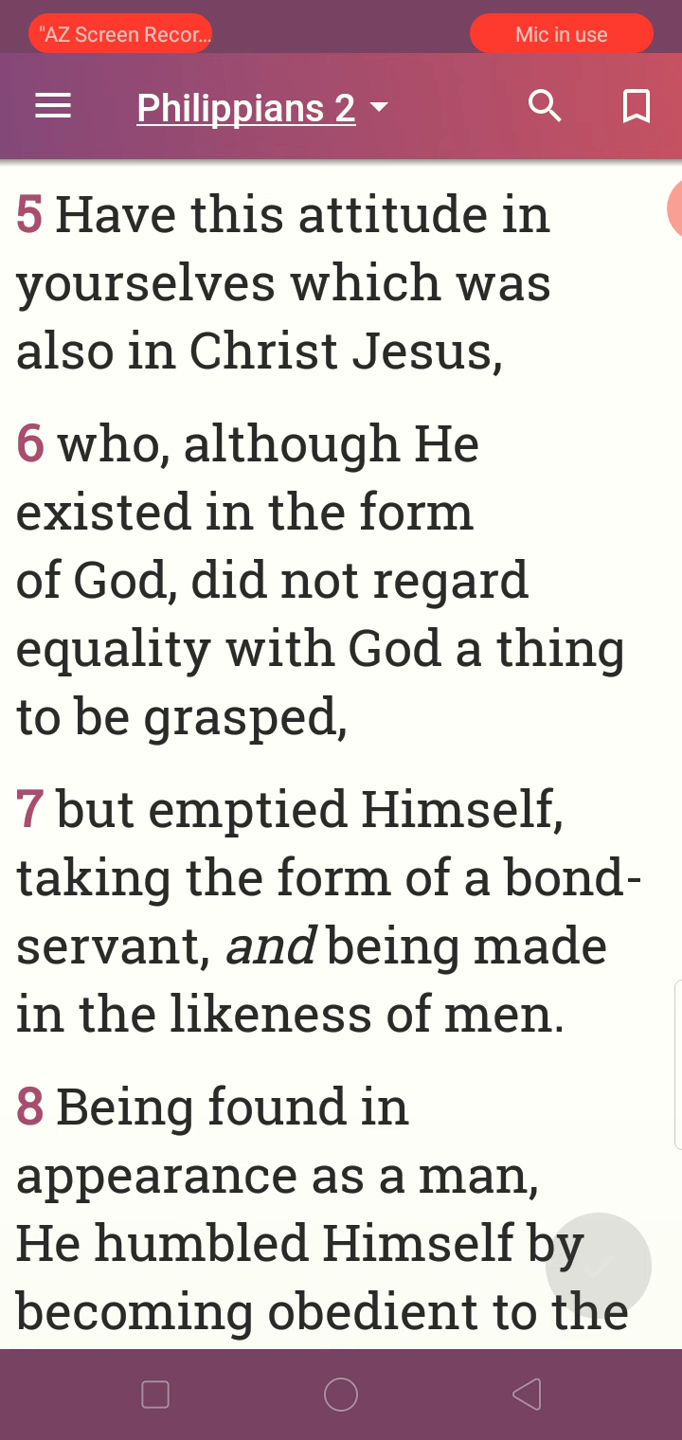 "AZ Screen Recor...
Mic in use
Philippians 2
5 Have this attitude in
yourselves which was
also in Christ Jesus,
6 who, although He
existed in the form
of God, did not regard
equality with God a thing
to be grasped,
7 but emptied Himself,
taking the form of a bond-
servant, and being made
in the likeness of men.
8 Being found in
appearance as a man,
He humbled Himself by
becoming obedient to the